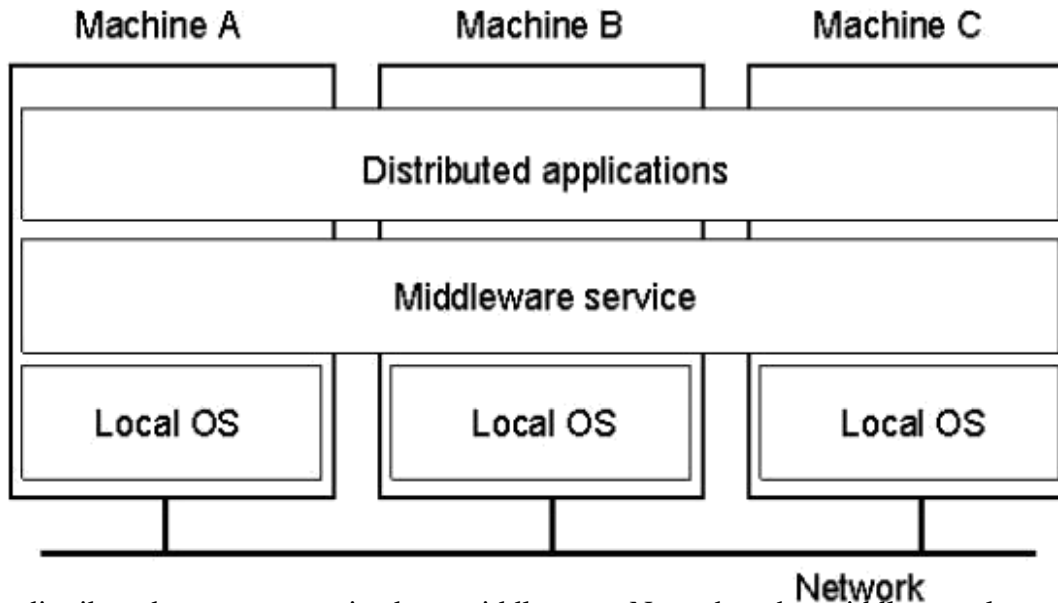 Machine A Machine B Machine C
Distributed applications
Middleware service
Local OS Local OS Local OS
Network